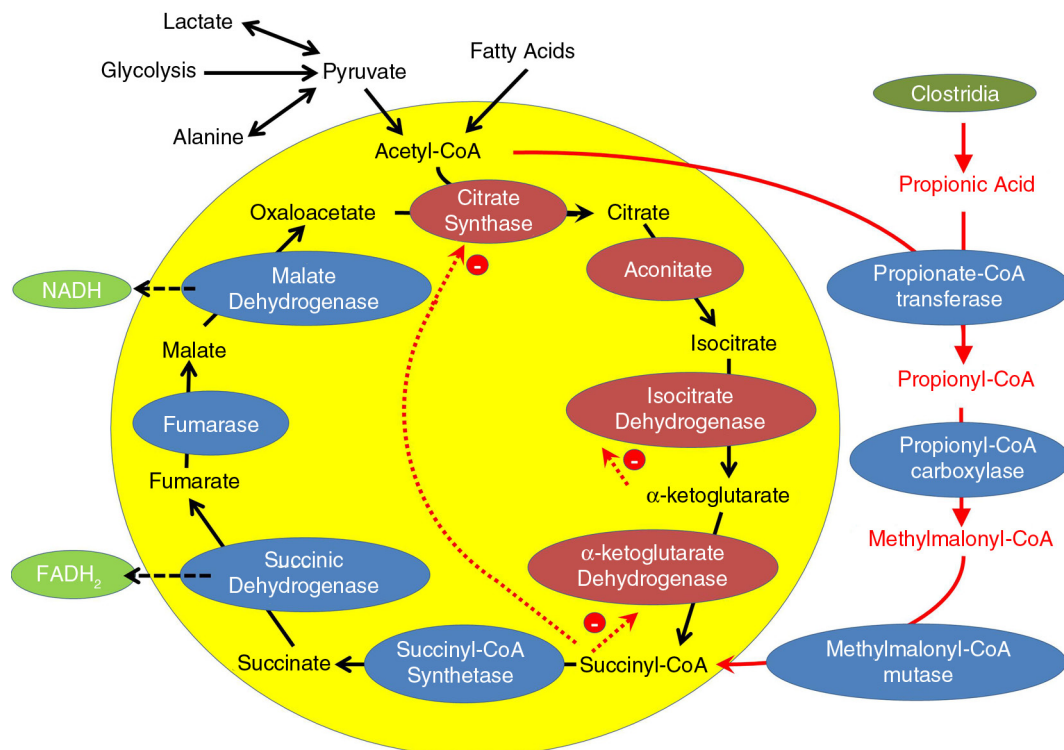 Lactate
Glycolysis
Pyruvate
Alanine
Fatty Acids
Acetyl-CoA
Clostridia
Propionic Acid
Oxaloacetate
Citrate
Synthase
-
Citrate
Aconitate
Malate
Dehydrogenase
NADH
Propionate-CoA
transferase
Isocitrate
Malate
Propionyl-CoA
Isocitrate
Dehydrogenase
Fumarase
-
Propionyl-CoA
carboxylase
Fumarate
α-ketoglutarate
Methylmalonyl-CoA
α-ketoglutarate
Dehydrogenase
Succinic
Dehydrogenase
FADH₂
-
Succinate
Succinyl-CoA
Synthetase
Succinyl-CoA
Methylmalonyl-CoA
mutase